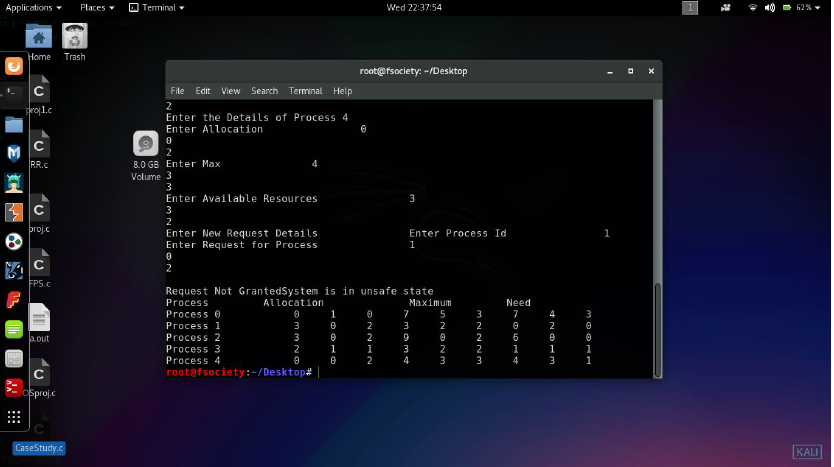 Applications Places Terminal Wed 22:37:54 1 62%
Home Trash
proj1.c
RR.c
8.0 GB
Volume
proj.c
FPS.c
a.out
OSproj.c
CaseStudy.c
root@fsociety: ~/Desktop
File Edit View Search Terminal Help
2
Enter the Details of Process 4
Enter Allocation 0
0
2
Enter Max 4
3
3
Enter Available Resources 3
3
2
Enter New Request Details Enter Process Id 1
Enter Request for Process 1
0
2
Request Not GrantedSystem is in unsafe state
Process Allocation Maximum Need
Process 0 0 1 0 7 5 3 7 4 3
Process 1 3 0 2 3 2 2 0 2 0
Process 2 3 0 2 9 0 2 6 0 0
Process 3 2 1 1 3 2 2 1 1 1
Process 4 0 0 2 4 3 3 4 3 1
root@fsociety:~/Desktop#
KALI